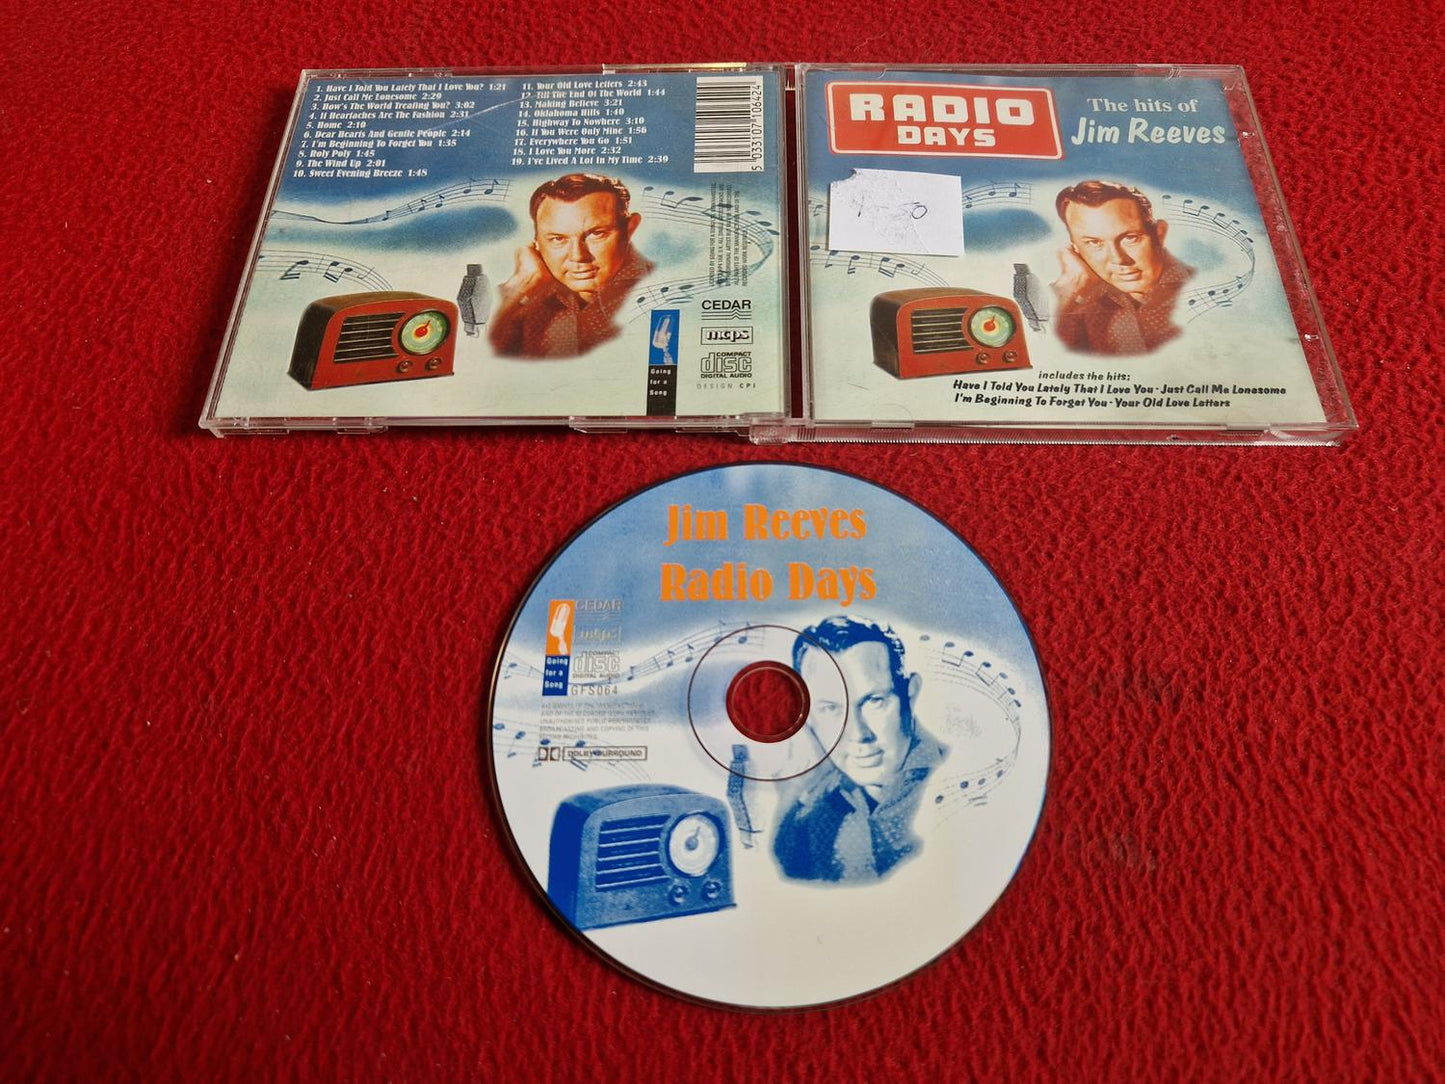 1. Have I Told You Lately That I Love You? 1:21
2. Just Call Me Lonesome 2:29
3. How's The World Treating You? 3:02
4. If Heartaches Are The Fashion 2:31
5. Home 2:10
6. Dear Hearts And Gentle People 2:14
7. I'm Beginning To Forget You 1:35
8. Roly Poly 1:45
9. The Wind Up 2:01
10. Sweet Evening Breeze 1:48
11. Your Old Love Letters 2:43
12. Till The End Of The World 1:44
13. Making Believe 3:21
14. Oklahoma Hills 1:40
15. Highway To Nowhere 3:10
16. If You Were Only Mine 1:56
17. Everywhere You Go 1:51
18. I Love You More 2:32
19. I've Lived A Lot In My Time 2:39
5 033107 106424
CEDAR
mcps
COMPACT
disc
DIGITAL AUDIO
DESIGN CPJ
Going
for a
Song
RADIO
DAYS
The hits of
Jim Reeves
includes the hits:
Have I Told You Lately That I Love You · Just Call Me Lonesome
I'm Beginning To Forget You · Your Old Love Letters
Jim Reeves
Radio Days
CEDAR
mcps
COMPACT
disc
DIGITAL AUDIO
Going
for a
Song
GFS064
DOLBY SURROUND